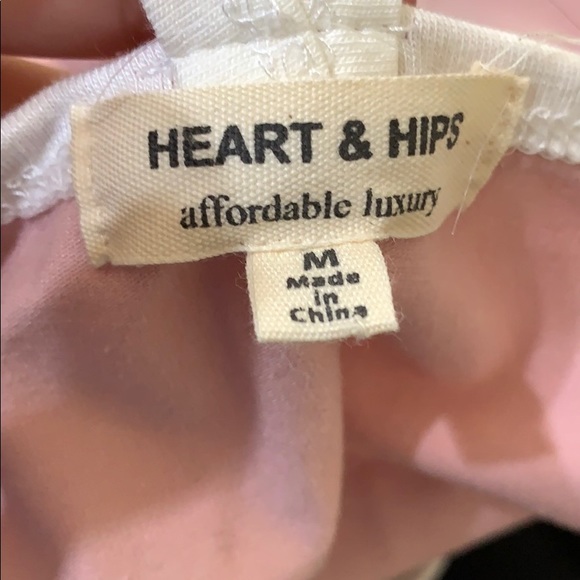 HEART & HIPS
affordable luxury
M
Made
in
China